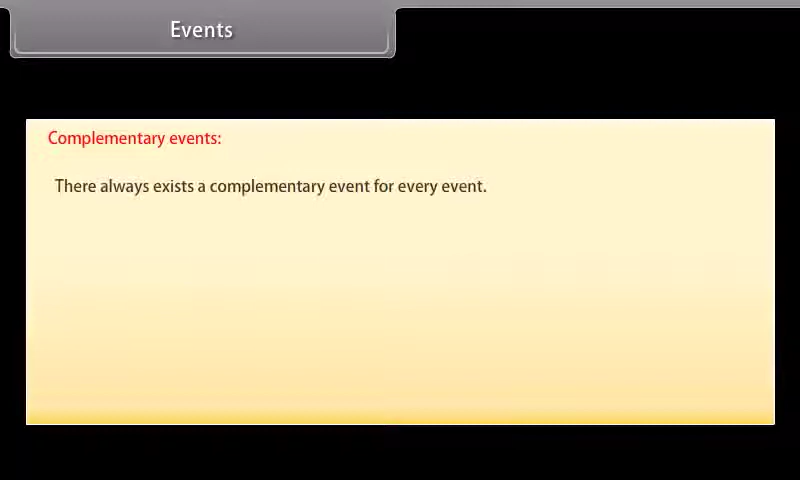 Events
Complementary events:
There always exists a complementary event for every event.